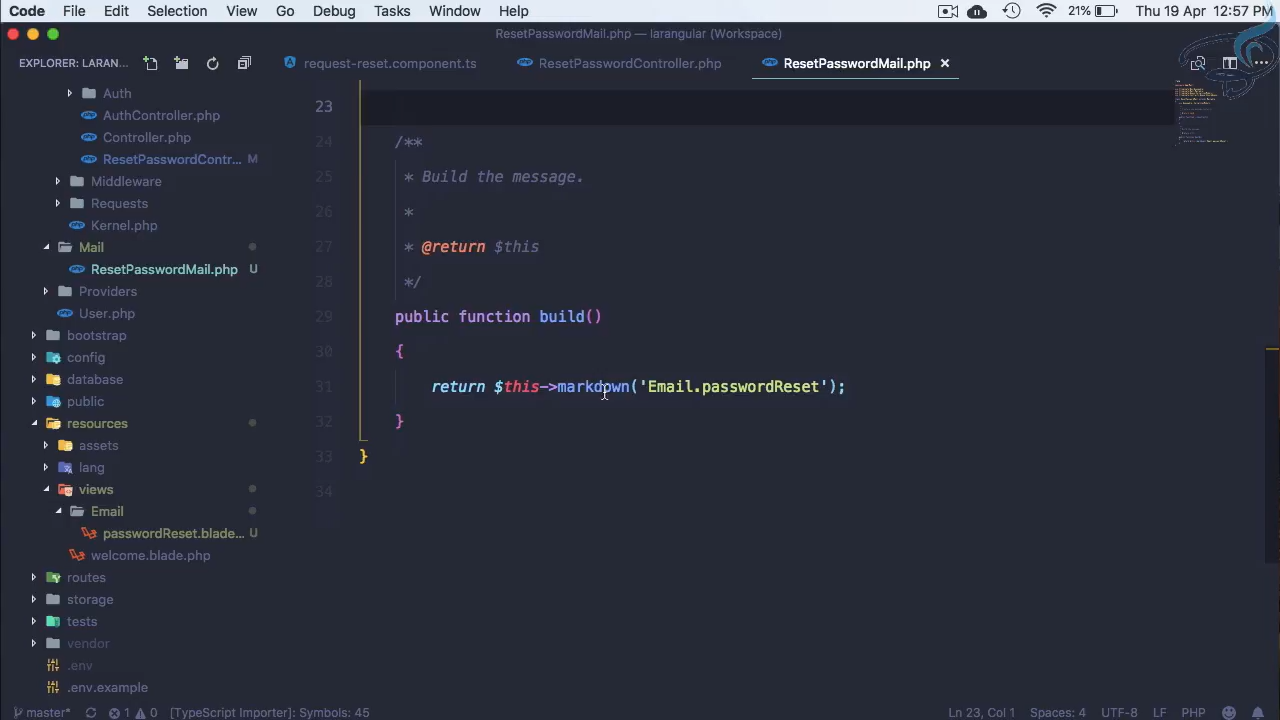 Code File Edit Selection View Go Debug Tasks Window Help 21% Thu 19 Apr 12:57 PM
ResetPasswordMail.php — larangular (Workspace)
EXPLORER: LARAN... request-reset.component.ts ResetPasswordController.php ResetPasswordMail.php
Auth
AuthController.php
Controller.php
ResetPasswordContr... M
Middleware
Requests
Kernel.php
Mail
ResetPasswordMail.php U
Providers
User.php
bootstrap
config
database
public
resources
assets
lang
views
Email
passwordReset.blade... U
welcome.blade.php
routes
storage
tests
vendor
.env
.env.example
23
24 /**
25 * Build the message.
26 *
27 * @return $this
28 */
29 public function build()
30 {
31 return $this->markdown('Email.passwordReset');
32 }
33 }
34
master* 1 0 [TypeScript Importer]: Symbols: 45 Ln 23, Col 1 Spaces: 4 UTF-8 LF PHP